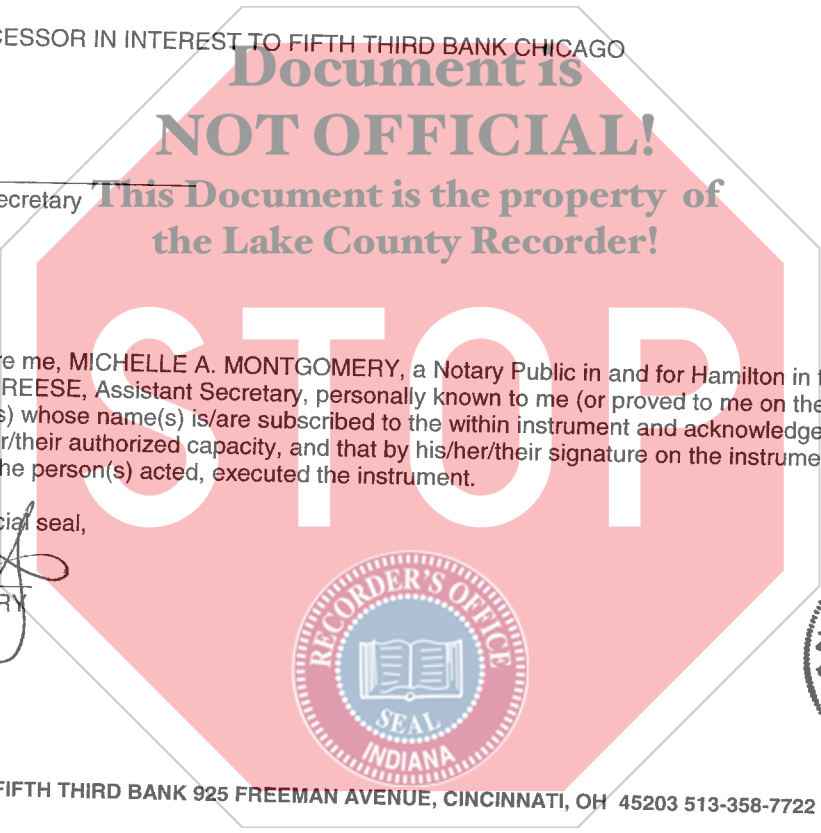 CESSOR IN INTEREST TO FIFTH THIRD BANK CHICAGO
Document is
NOT OFFICIAL!
ecretary
This Document is the property of
the Lake County Recorder!
STOP
re me, MICHELLE A. MONTGOMERY, a Notary Public in and for Hamilton in
REESE, Assistant Secretary, personally known to me (or proved to me on the
s) whose name(s) is/are subscribed to the within instrument and acknowledge
r/their authorized capacity, and that by his/her/their signature on the instrume
he person(s) acted, executed the instrument.
cial seal,
RY
RECORDER'S OFFICE
SEAL
INDIANA
FIFTH THIRD BANK 925 FREEMAN AVENUE, CINCINNATI, OH 45203 513-358-7722